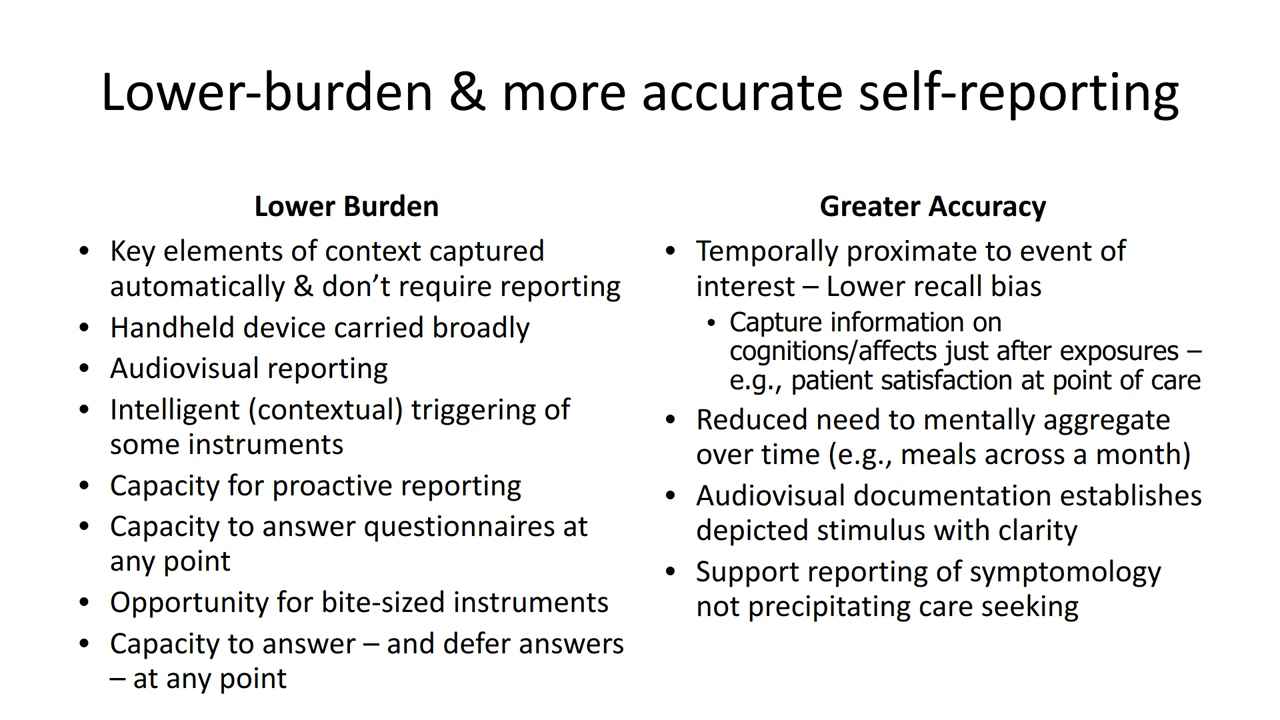 Lower-burden & more accurate self-reporting
Lower Burden
• Key elements of context captured
automatically & don’t require reporting
• Handheld device carried broadly
• Audiovisual reporting
• Intelligent (contextual) triggering of
some instruments
• Capacity for proactive reporting
• Capacity to answer questionnaires at
any point
• Opportunity for bite-sized instruments
• Capacity to answer – and defer answers
– at any point
Greater Accuracy
• Temporally proximate to event of
interest – Lower recall bias
• Capture information on
cognitions/affects just after exposures –
e.g., patient satisfaction at point of care
• Reduced need to mentally aggregate
over time (e.g., meals across a month)
• Audiovisual documentation establishes
depicted stimulus with clarity
• Support reporting of symptomology
not precipitating care seeking